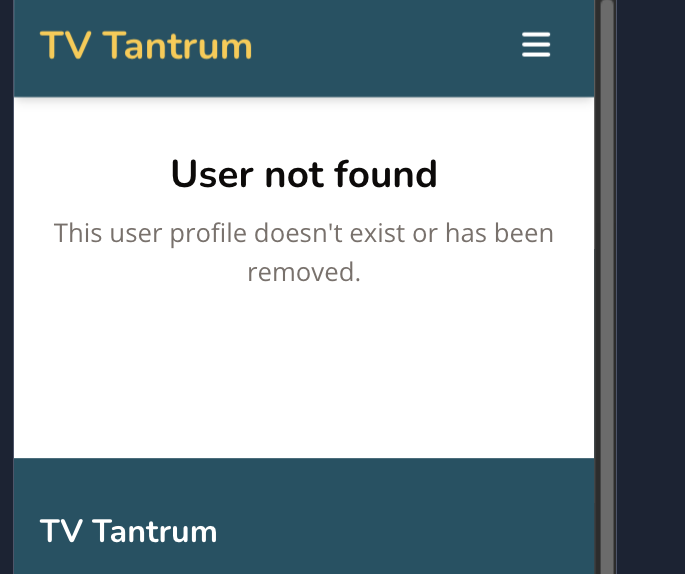 TV Tantrum
User not found
This user profile doesn't exist or has been
removed.
TV Tantrum